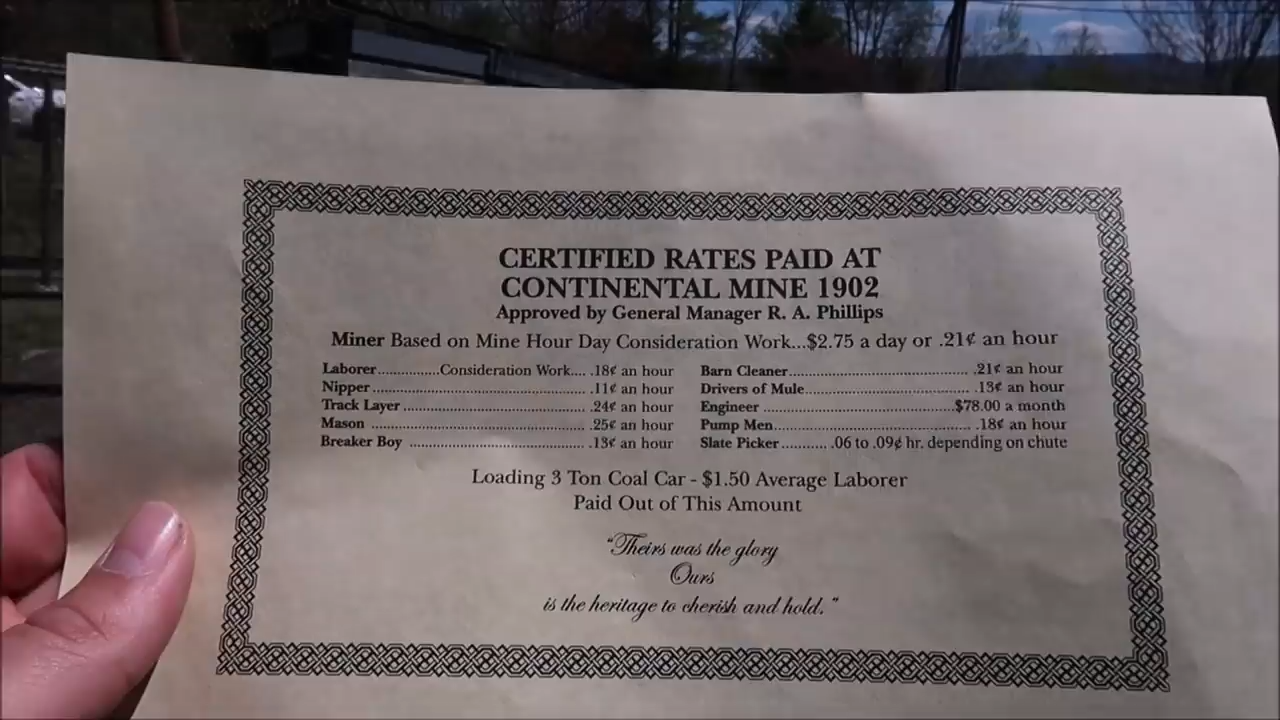 CERTIFIED RATES PAID AT
CONTINENTAL MINE 1902
Approved by General Manager R. A. Phillips
Miner Based on Mine Hour Day Consideration Work...$2.75 a day or .21¢ an hour
Laborer..............Consideration Work.... .18¢ an hour
Nipper.................................................... .11¢ an hour
Track Layer ............................................ .24¢ an hour
Mason .................................................... .25¢ an hour
Breaker Boy .......................................... .13¢ an hour
Barn Cleaner........................................... .21¢ an hour
Drivers of Mule....................................... .13¢ an hour
Engineer ..............................................$78.00 a month
Pump Men............................................... .18¢ an hour
Slate Picker .......... .06 to .09¢ hr. depending on chute
Loading 3 Ton Coal Car - $1.50 Average Laborer
Paid Out of This Amount
"Theirs was the glory
Ours
is the heritage to cherish and hold."